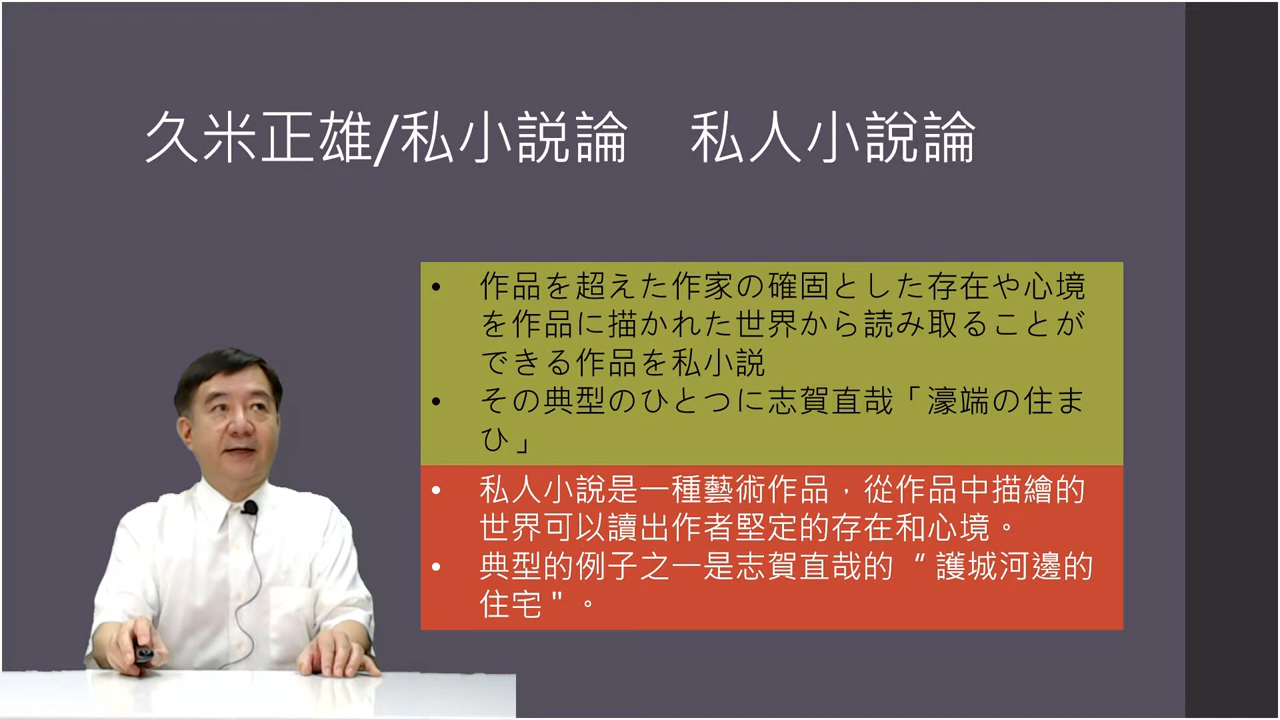 久米正雄/私小説論　私人小說論
• 作品を超えた作家の確固とした存在や心境
を作品に描かれた世界から読み取ることが
できる作品を私小説
• その典型のひとつに志賀直哉「濠端の住ま
ひ」
• 私人小說是一種藝術作品，從作品中描繪的
世界可以讀出作者堅定的存在和心境。
• 典型的例子之一是志賀直哉的 “ 護城河邊的
住宅 " 。